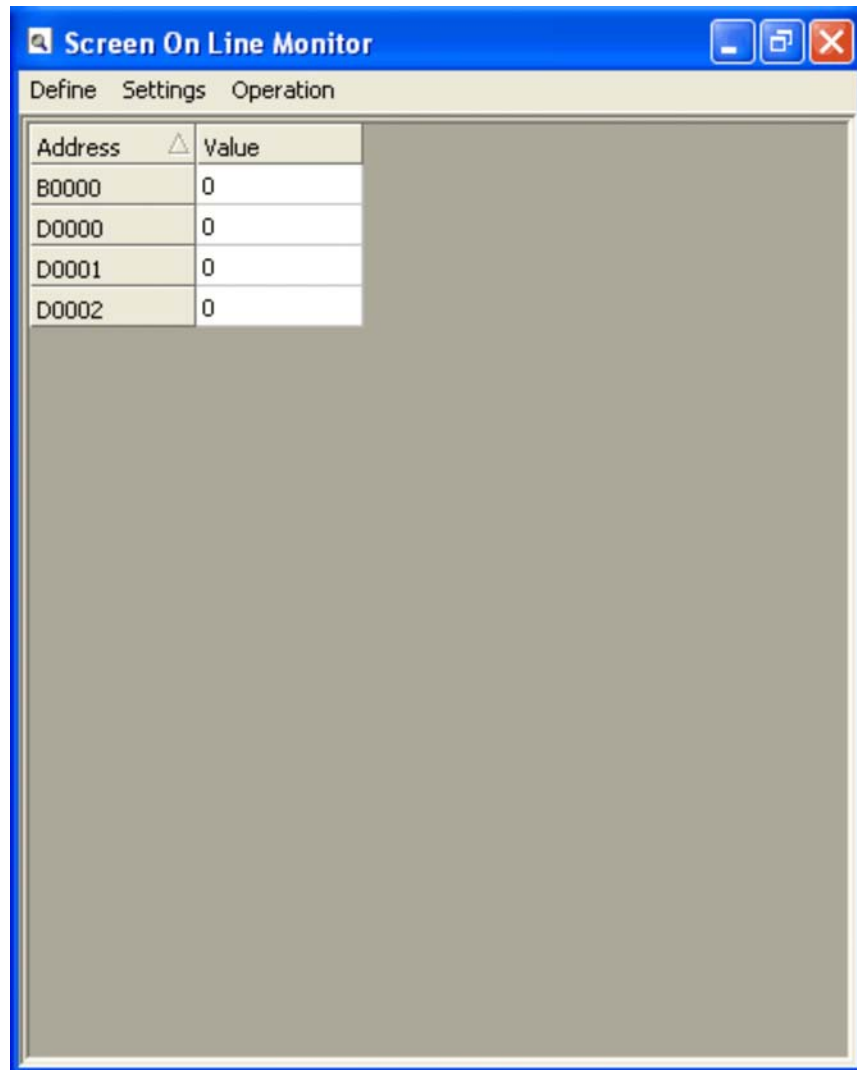 Screen On Line Monitor
Define Settings Operation
Address Value
B0000 0
D0000 0
D0001 0
D0002 0